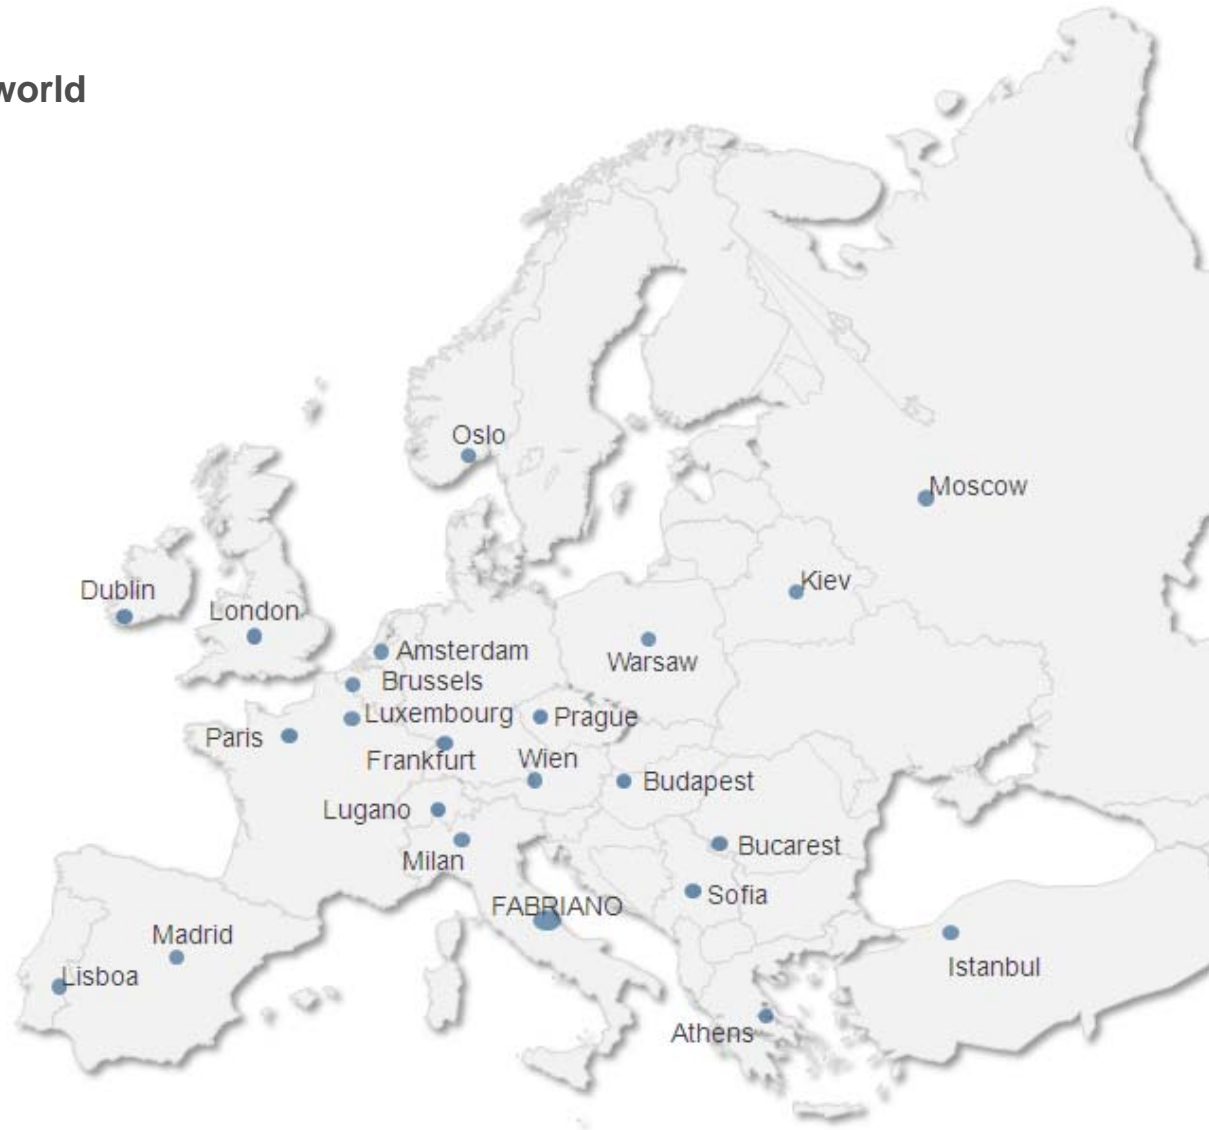 world
Oslo
Moscow
Kiev
Dublin
London
Amsterdam
Warsaw
Brussels
Luxembourg
Prague
Paris
Frankfurt
Wien
Budapest
Lugano
Milan
Bucarest
Sofia
FABRIANO
Madrid
Istanbul
Lisboa
Athens